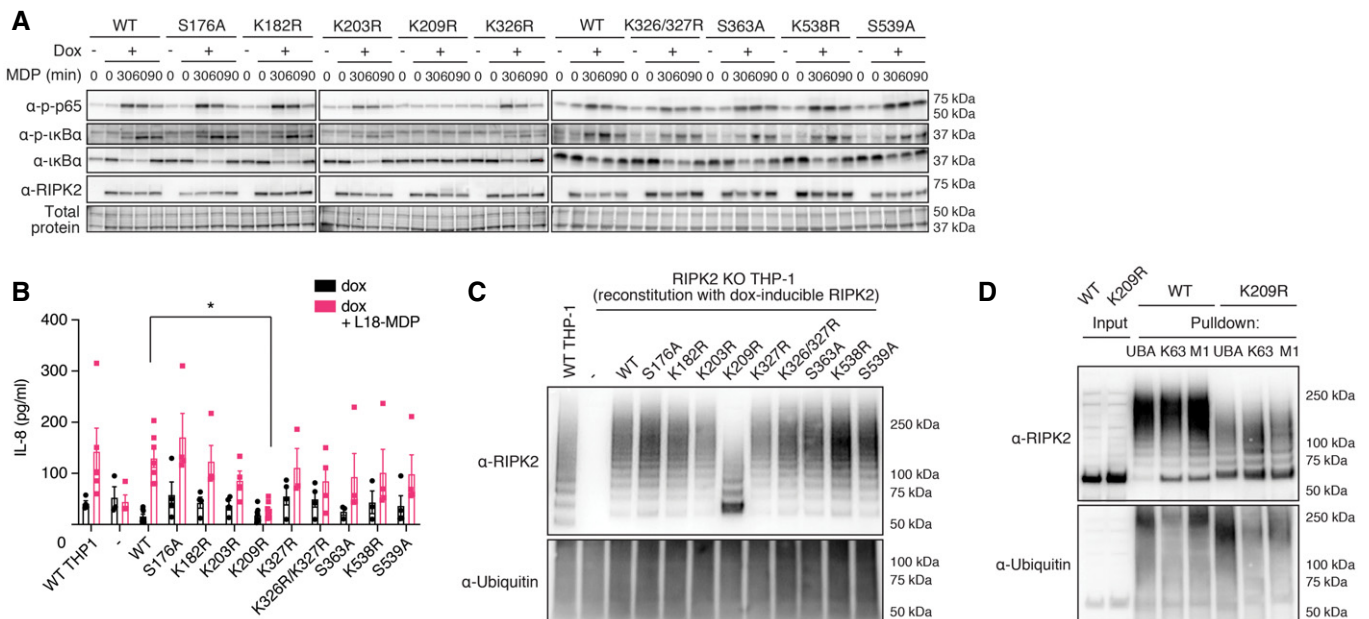 A
WT S176A K182R K203R K209R K326R WT K326/327R S363A K538R S539A
Dox - + - + - + - + - + - + - + - + - + - + - +
MDP (min) 0 0 306090 0 0 306090 0 0 306090 0 0 306090 0 0 306090 0 0 306090 0 0 306090 0 0 306090 0 0 306090 0 0 306090 0 0 306090
α-p-p65 75 kDa
50 kDa
α-p-ικBα 37 kDa
α-ικBα 37 kDa
α-RIPK2 75 kDa
Total protein 50 kDa
37 kDa
B
dox
dox
+ L18-MDP
*
IL-8 (pg/ml)
400
300
200
100
0
WT THP1
-
WT
S176A
K182R
K203R
K209R
K327R
K326R/K327R
S363A
K538R
S539A
C
RIPK2 KO THP-1
(reconstitution with dox-inducible RIPK2)
WT THP-1
-
WT
S176A
K182R
K203R
K209R
K327R
K326/327R
S363A
K538R
S539A
α-RIPK2
250 kDa
100 kDa
75 kDa
50 kDa
α-Ubiquitin
100 kDa
75 kDa
50 kDa
D
WT K209R WT K209R
Input Pulldown:
UBA K63 M1 UBA K63 M1
α-RIPK2
250 kDa
100 kDa
75 kDa
50 kDa
α-Ubiquitin
250 kDa
100 kDa
75 kDa
50 kDa